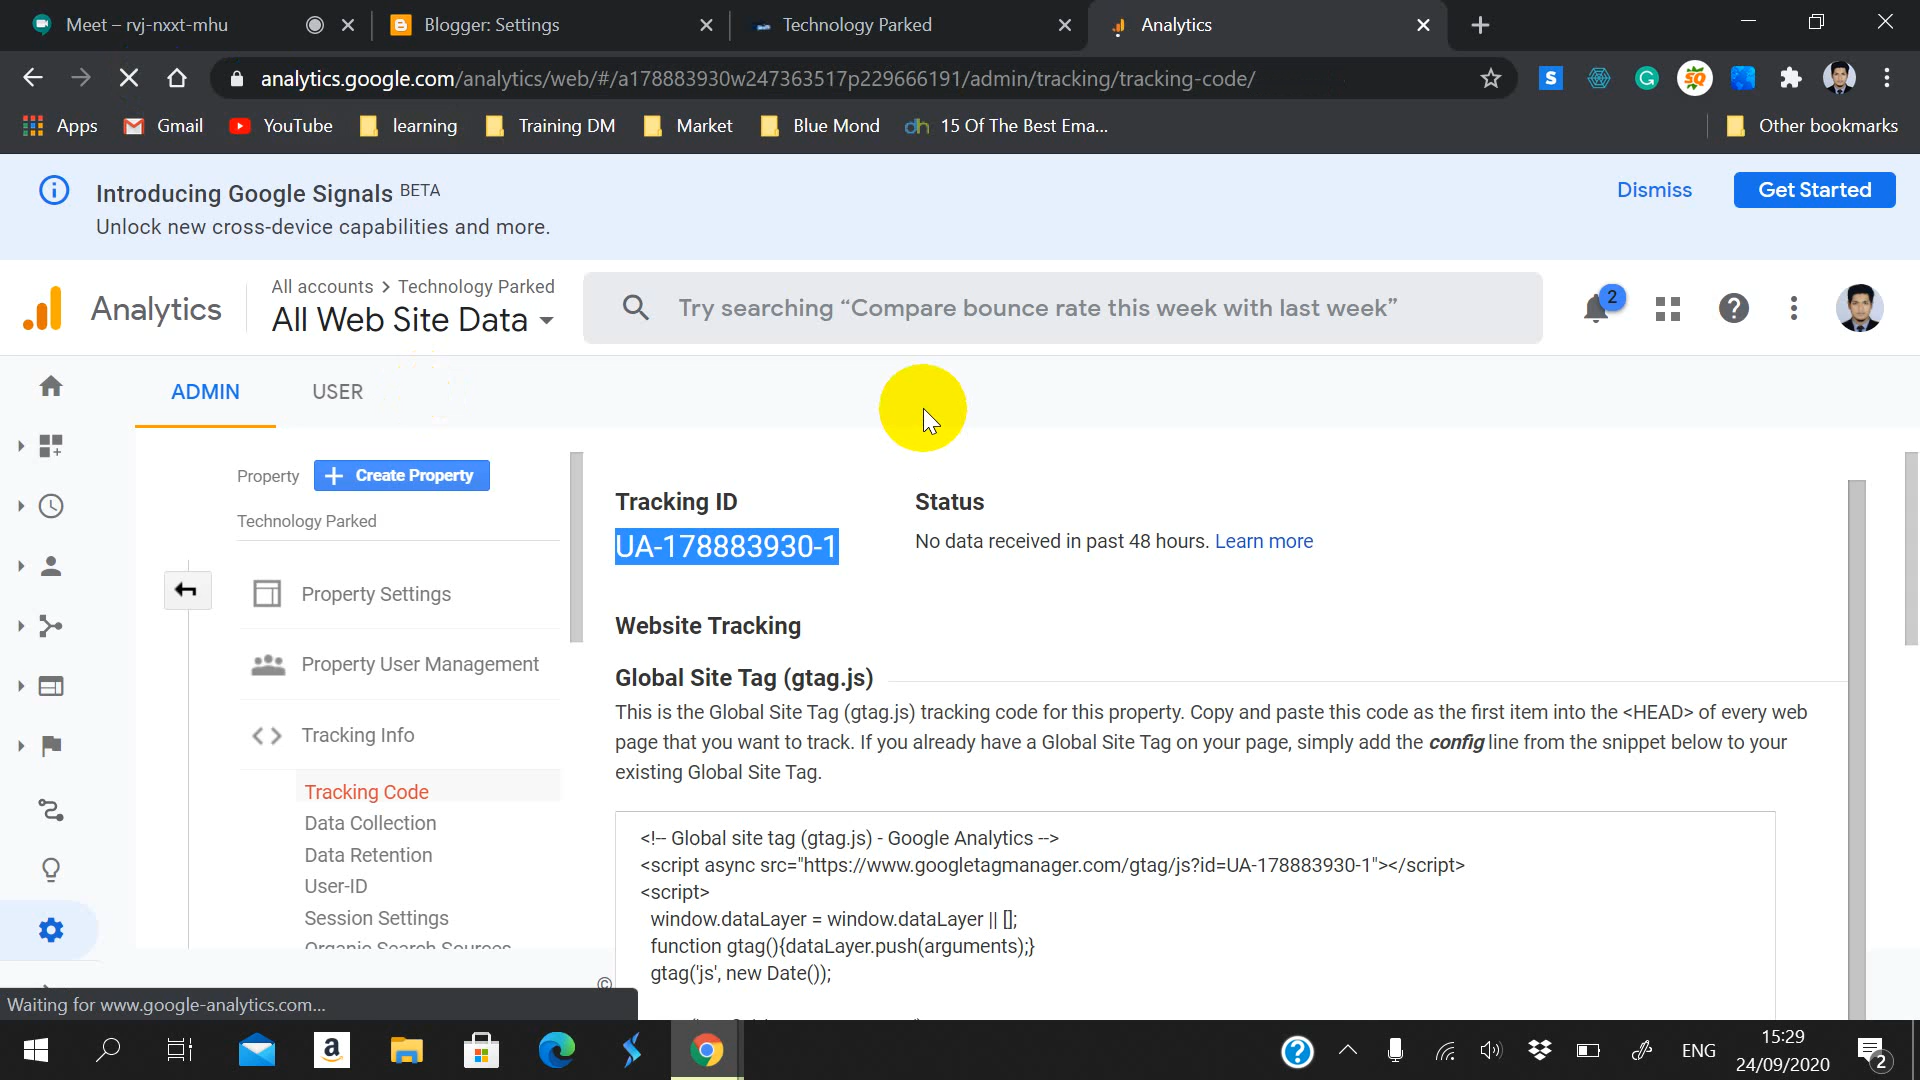 Meet – rvj-nxxt-mhu
Blogger: Settings
Technology Parked
Analytics
analytics.google.com/analytics/web/#/a178883930w247363517p229666191/admin/tracking/tracking-code/
Apps
Gmail
YouTube
learning
Training DM
Market
Blue Mond
15 Of The Best Ema...
Other bookmarks
Introducing Google Signals BETA
Unlock new cross-device capabilities and more.
Dismiss
Get Started
Analytics
All accounts > Technology Parked
All Web Site Data
Try searching “Compare bounce rate this week with last week”
2
ADMIN
USER
Property
+ Create Property
Technology Parked
Property Settings
Property User Management
Tracking Info
Tracking Code
Data Collection
Data Retention
User-ID
Session Settings
Organic Search Sources
Tracking ID
UA-178883930-1
Status
No data received in past 48 hours. Learn more
Website Tracking
Global Site Tag (gtag.js)
This is the Global Site Tag (gtag.js) tracking code for this property. Copy and paste this code as the first item into the <HEAD> of every web
page that you want to track. If you already have a Global Site Tag on your page, simply add the config line from the snippet below to your
existing Global Site Tag.
<!-- Global site tag (gtag.js) - Google Analytics -->
<script async src="https://www.googletagmanager.com/gtag/js?id=UA-178883930-1"></script>
<script>
window.dataLayer = window.dataLayer || [];
function gtag(){dataLayer.push(arguments);}
gtag('js', new Date());
©
Waiting for www.google-analytics.com...
ENG
15:29
24/09/2020
2